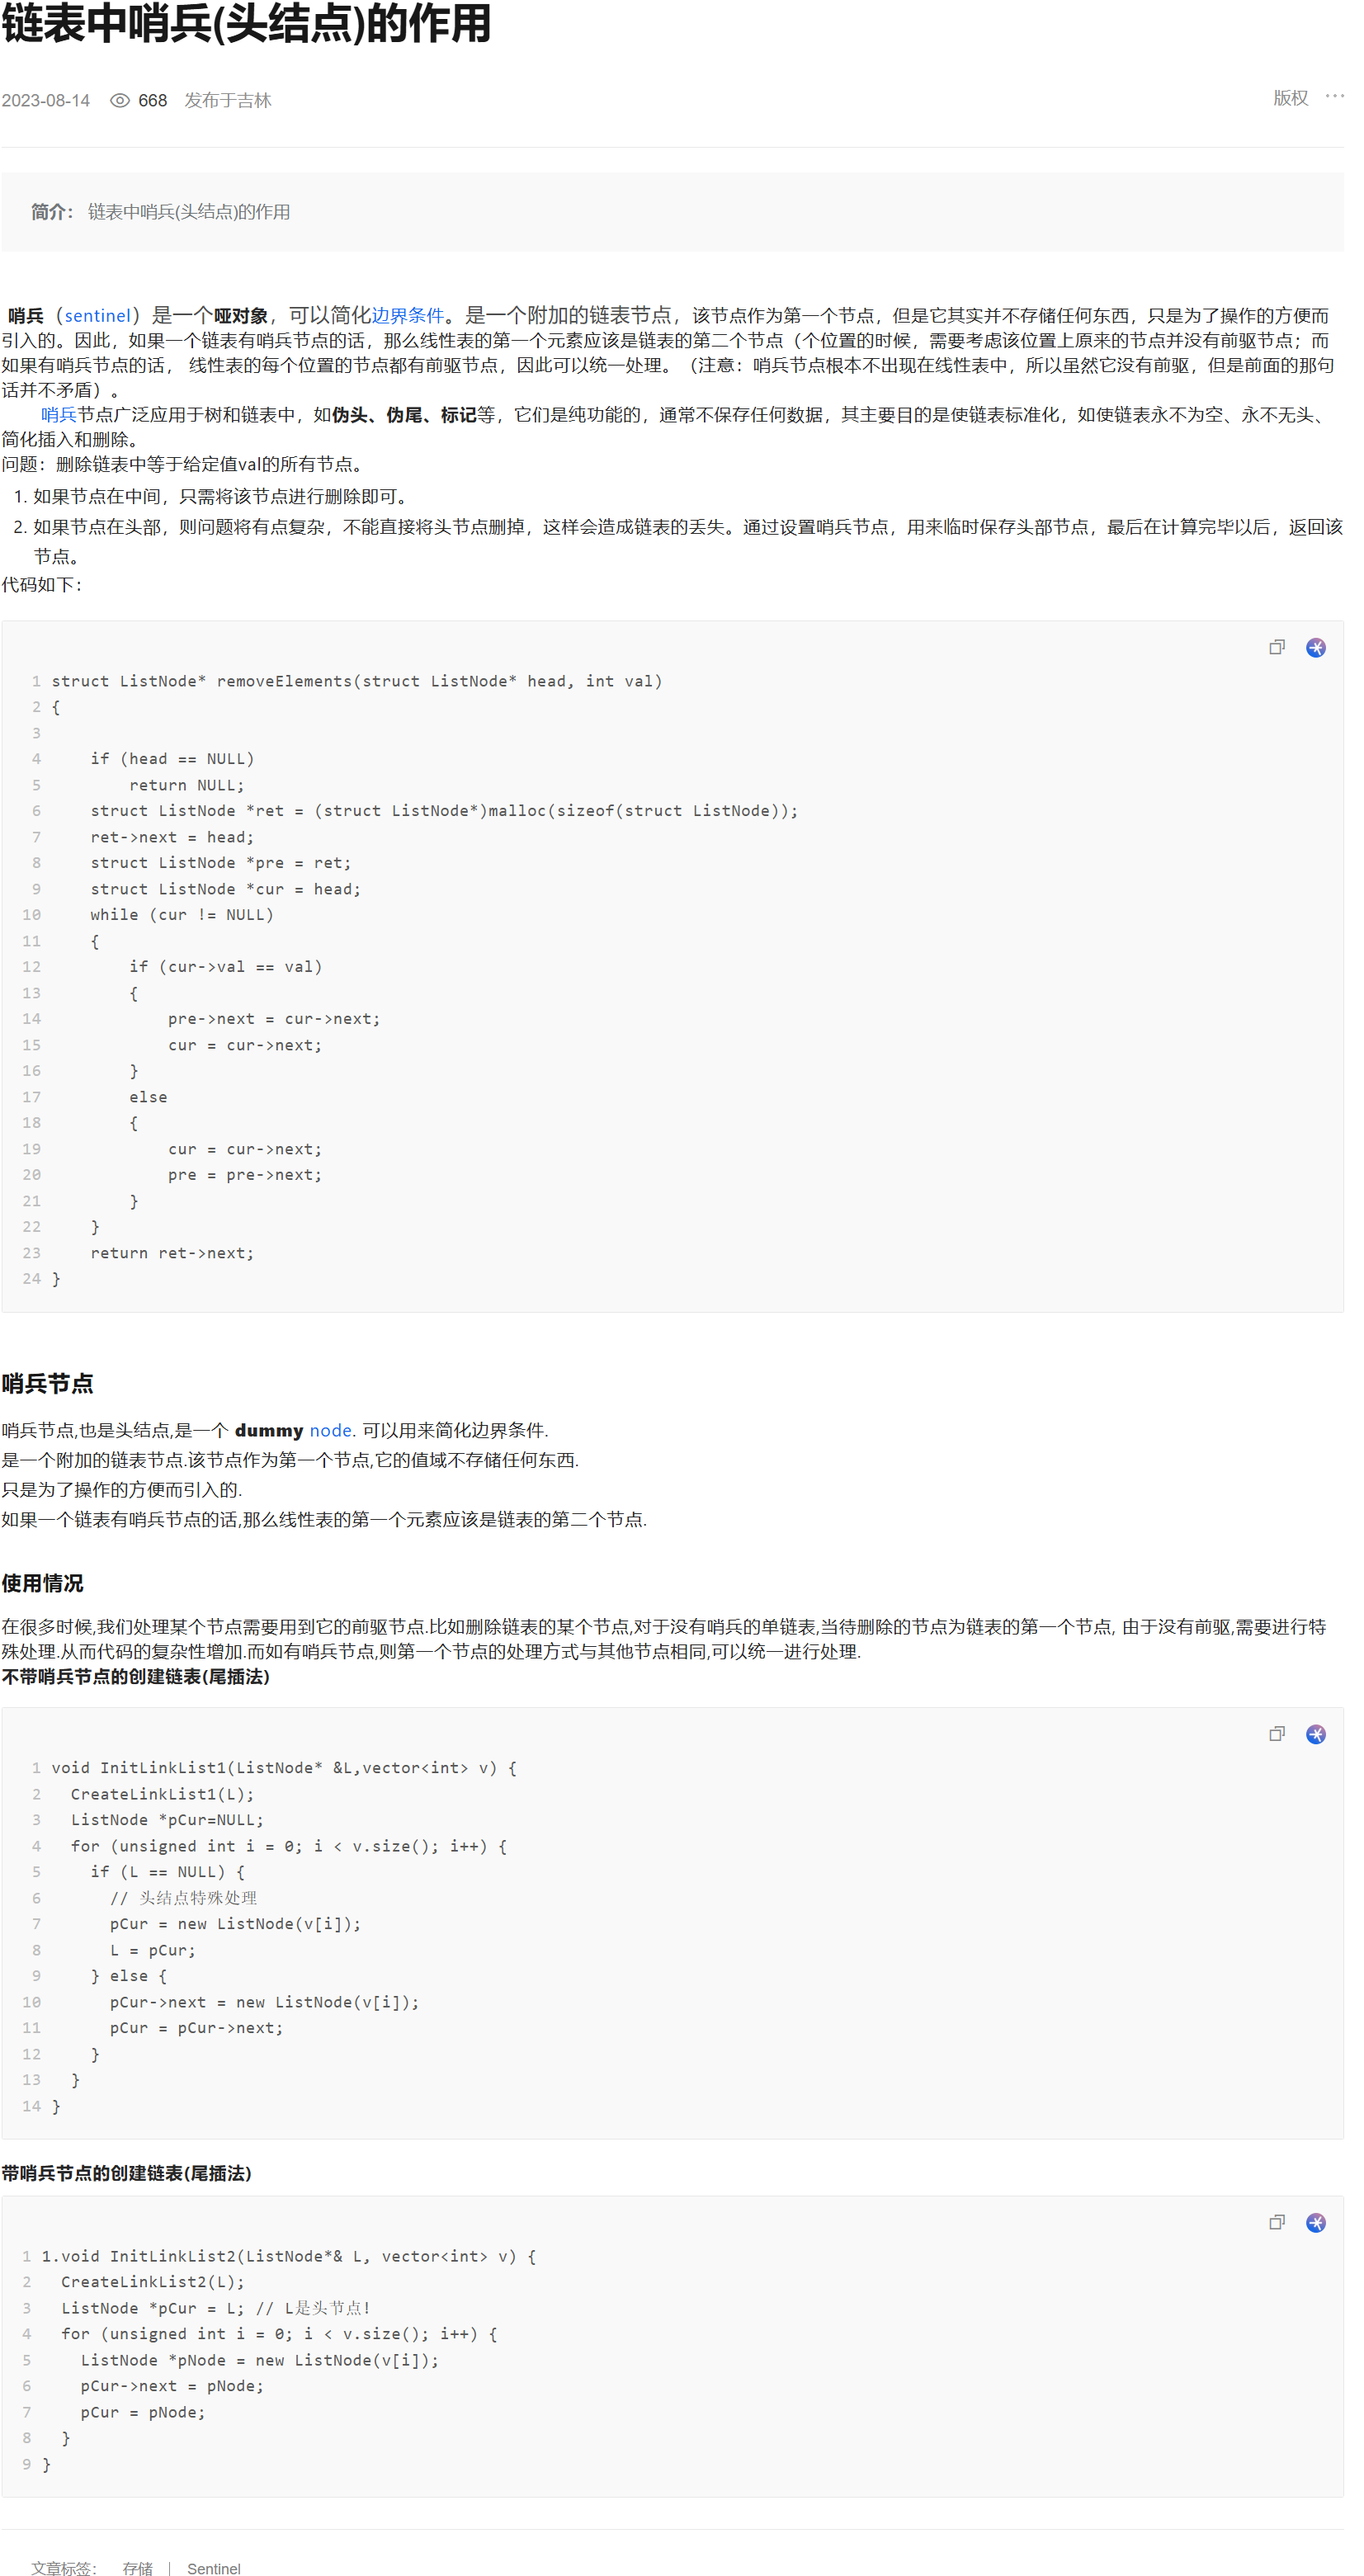 链表中哨兵(头结点)的作用
2023-08-14 668 发布于吉林 版权 ···
简介： 链表中哨兵(头结点)的作用
哨兵（sentinel）是一个哑对象，可以简化边界条件。是一个附加的链表节点，该节点作为第一个节点，但是它其实并不存储任何东西，只是为了操作的方便而
引入的。因此，如果一个链表有哨兵节点的话，那么线性表的第一个元素应该是链表的第二个节点（个位置的时候，需要考虑该位置上原来的节点并没有前驱节点；而
如果有哨兵节点的话， 线性表的每个位置的节点都有前驱节点，因此可以统一处理。（注意：哨兵节点根本不出现在线性表中，所以虽然它没有前驱，但是前面的那句
话并不矛盾）。
哨兵节点广泛应用于树和链表中，如伪头、伪尾、标记等，它们是纯功能的，通常不保存任何数据，其主要目的是使链表标准化，如使链表永不为空、永不无头、
简化插入和删除。
问题：删除链表中等于给定值val的所有节点。
1. 如果节点在中间，只需将该节点进行删除即可。
2. 如果节点在头部，则问题将有点复杂，不能直接将头节点删掉，这样会造成链表的丢失。通过设置哨兵节点，用来临时保存头部节点，最后在计算完毕以后，返回该
节点。
代码如下：
1 struct ListNode* removeElements(struct ListNode* head, int val)
2 {
3
4     if (head == NULL)
5         return NULL;
6     struct ListNode *ret = (struct ListNode*)malloc(sizeof(struct ListNode));
7     ret->next = head;
8     struct ListNode *pre = ret;
9     struct ListNode *cur = head;
10     while (cur != NULL)
11     {
12         if (cur->val == val)
13         {
14             pre->next = cur->next;
15             cur = cur->next;
16         }
17         else
18         {
19             cur = cur->next;
20             pre = pre->next;
21         }
22     }
23     return ret->next;
24 }
哨兵节点
哨兵节点,也是头结点,是一个 dummy node. 可以用来简化边界条件.
是一个附加的链表节点.该节点作为第一个节点,它的值域不存储任何东西.
只是为了操作的方便而引入的.
如果一个链表有哨兵节点的话,那么线性表的第一个元素应该是链表的第二个节点.
使用情况
在很多时候,我们处理某个节点需要用到它的前驱节点.比如删除链表的某个节点,对于没有哨兵的单链表,当待删除的节点为链表的第一个节点, 由于没有前驱,需要进行特
殊处理.从而代码的复杂性增加.而如有哨兵节点,则第一个节点的处理方式与其他节点相同,可以统一进行处理.
不带哨兵节点的创建链表(尾插法)
1 void InitLinkList1(ListNode* &L,vector<int> v) {
2   CreateLinkList1(L);
3   ListNode *pCur=NULL;
4   for (unsigned int i = 0; i < v.size(); i++) {
5     if (L == NULL) {
6       // 头结点特殊处理
7       pCur = new ListNode(v[i]);
8       L = pCur;
9     } else {
10       pCur->next = new ListNode(v[i]);
11       pCur = pCur->next;
12     }
13   }
14 }
带哨兵节点的创建链表(尾插法)
1 1.void InitLinkList2(ListNode*& L, vector<int> v) {
2   CreateLinkList2(L);
3   ListNode *pCur = L; // L是头节点!
4   for (unsigned int i = 0; i < v.size(); i++) {
5     ListNode *pNode = new ListNode(v[i]);
6     pCur->next = pNode;
7     pCur = pNode;
8   }
9 }
文章标签： 存储 | Sentinel